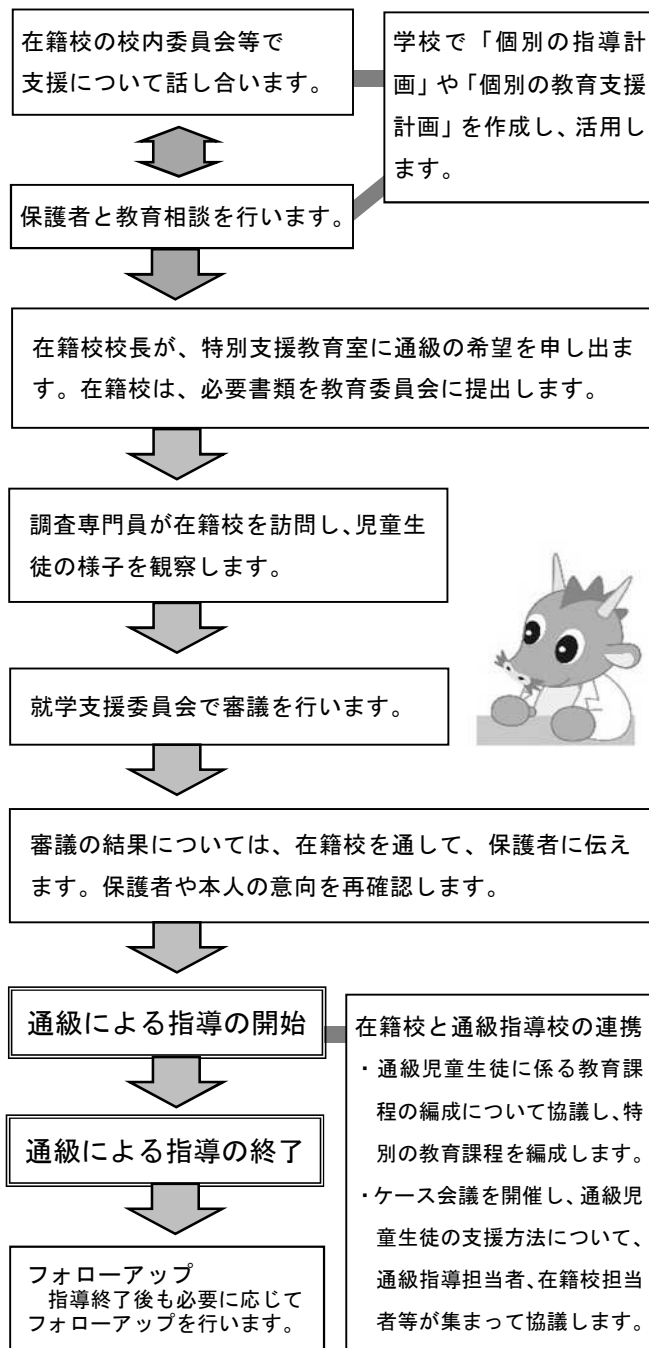 在籍校の校内委員会等で
支援について話し合います。
学校で「個別の指導計
画」や「個別の教育支援
計画」を作成し、活用し
ます。
保護者と教育相談を行います。
在籍校校長が、特別支援教育室に通級の希望を申し出ま
す。在籍校は、必要書類を教育委員会に提出します。
調査専門員が在籍校を訪問し、児童生
徒の様子を観察します。
就学支援委員会で審議を行います。
審議の結果については、在籍校を通して、保護者に伝え
ます。保護者や本人の意向を再確認します。
通級による指導の開始
通級による指導の終了
フォローアップ
指導終了後も必要に応じて
フォローアップを行います。
在籍校と通級指導校の連携
・通級児童生徒に係る教育課
程の編成について協議し、特
別の教育課程を編成します。
・ケース会議を開催し、通級児
童生徒の支援方法について、
通級指導担当者、在籍校担当
者等が集まって協議します。